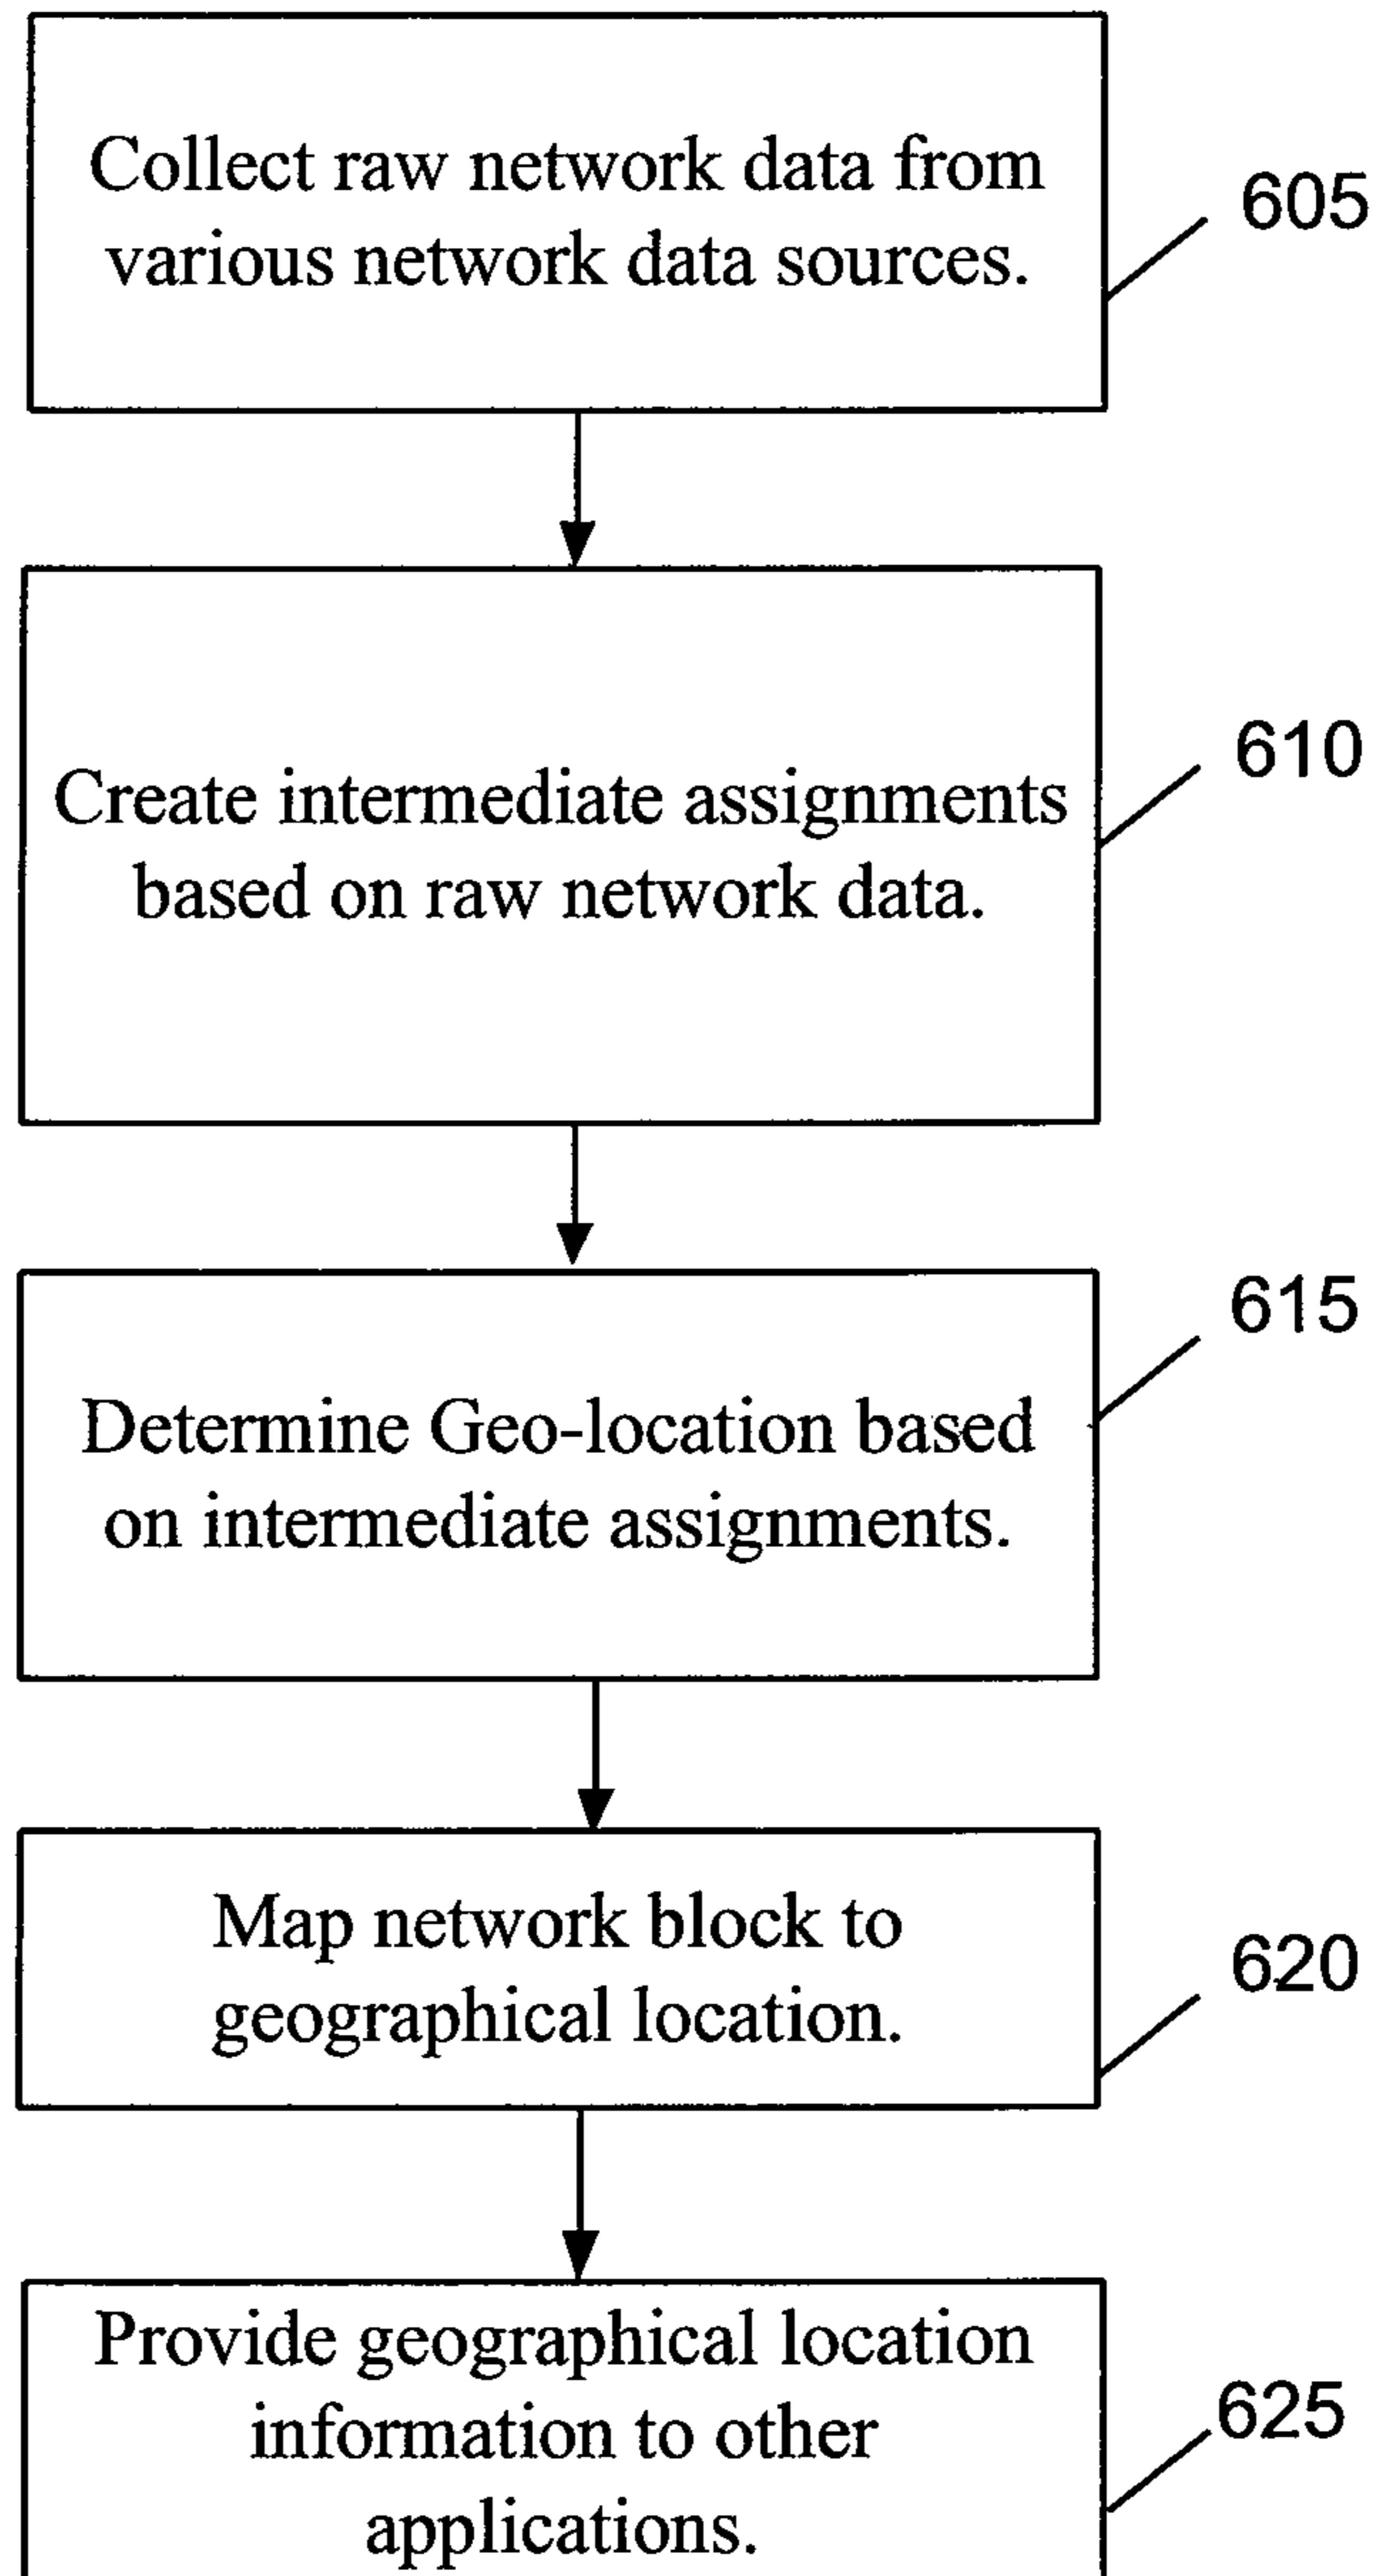 Collect raw network data from
various network data sources.
605
Create intermediate assignments
based on raw network data.
610
Determine Geo-location based
on intermediate assignments.
615
Map network block to
geographical location.
620
Provide geographical location
information to other
applications.
625